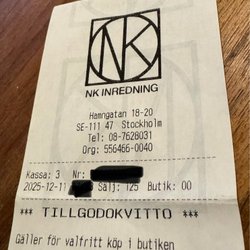 NK
NK INREDNING
Hamngatan 18-20
SE-111 47 Stockholm
Tel: 08-7628031
Org: 556466-0040
Kassa: 3 Nr:
2025-12-11 Sälj: 125 Butik: 00
*** TILLGODOKVITTO ***
Gäller för valfritt köp i butiken